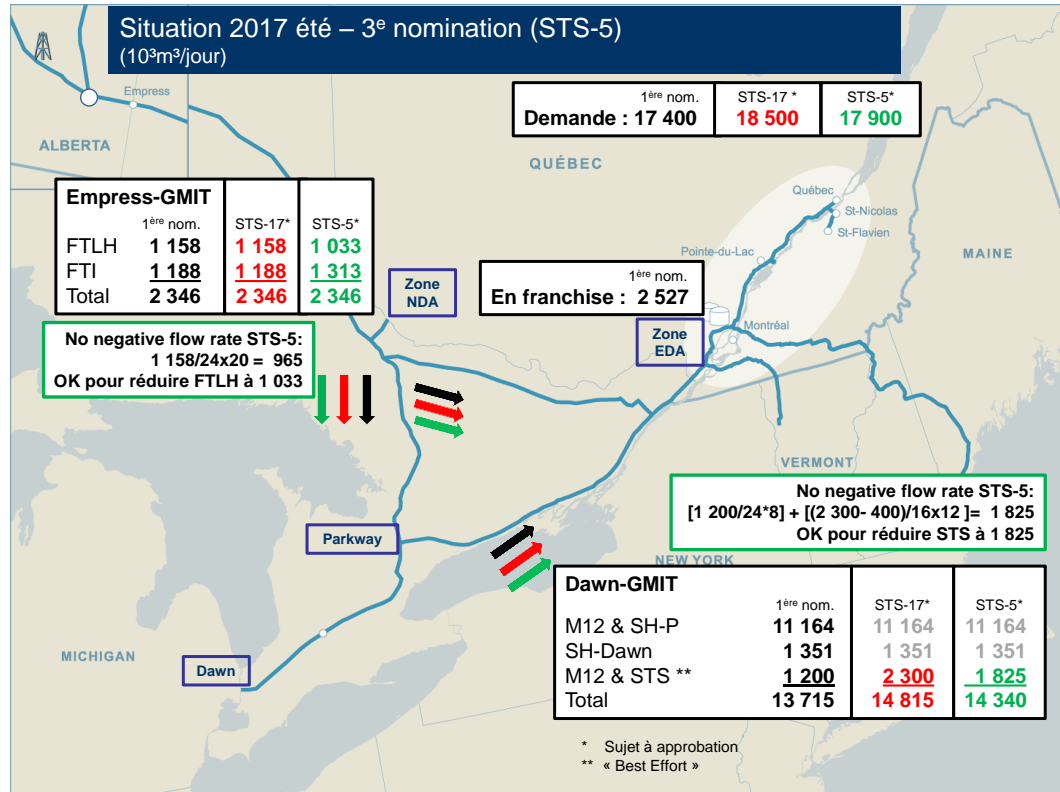 Situation 2017 été – 3e nomination (STS-5)
(10³m³/jour)
Empress
ALBERTA
1ère nom. STS-17 * STS-5*
Demande : 17 400 18 500 17 900
QUÉBEC
Québec
St-Nicolas
St-Flavien
Pointe-du-Lac
MAINE
Empress-GMIT
1ère nom. STS-17* STS-5*
FTLH 1 158 1 158 1 033
FTI 1 188 1 188 1 313
Total 2 346 2 346 2 346
Zone
NDA
1ère nom.
En franchise : 2 527
Montréal
Zone
EDA
No negative flow rate STS-5:
1 158/24x20 = 965
OK pour réduire FTLH à 1 033
VERMONT
No negative flow rate STS-5:
[1 200/24*8] + [(2 300- 400)/16x12 ]= 1 825
OK pour réduire STS à 1 825
Parkway
NEW YORK
Dawn-GMIT
1ère nom. STS-17* STS-5*
M12 & SH-P 11 164 11 164 11 164
SH-Dawn 1 351 1 351 1 351
M12 & STS ** 1 200 2 300 1 825
Total 13 715 14 815 14 340
MICHIGAN
Dawn
* Sujet à approbation
** « Best Effort »